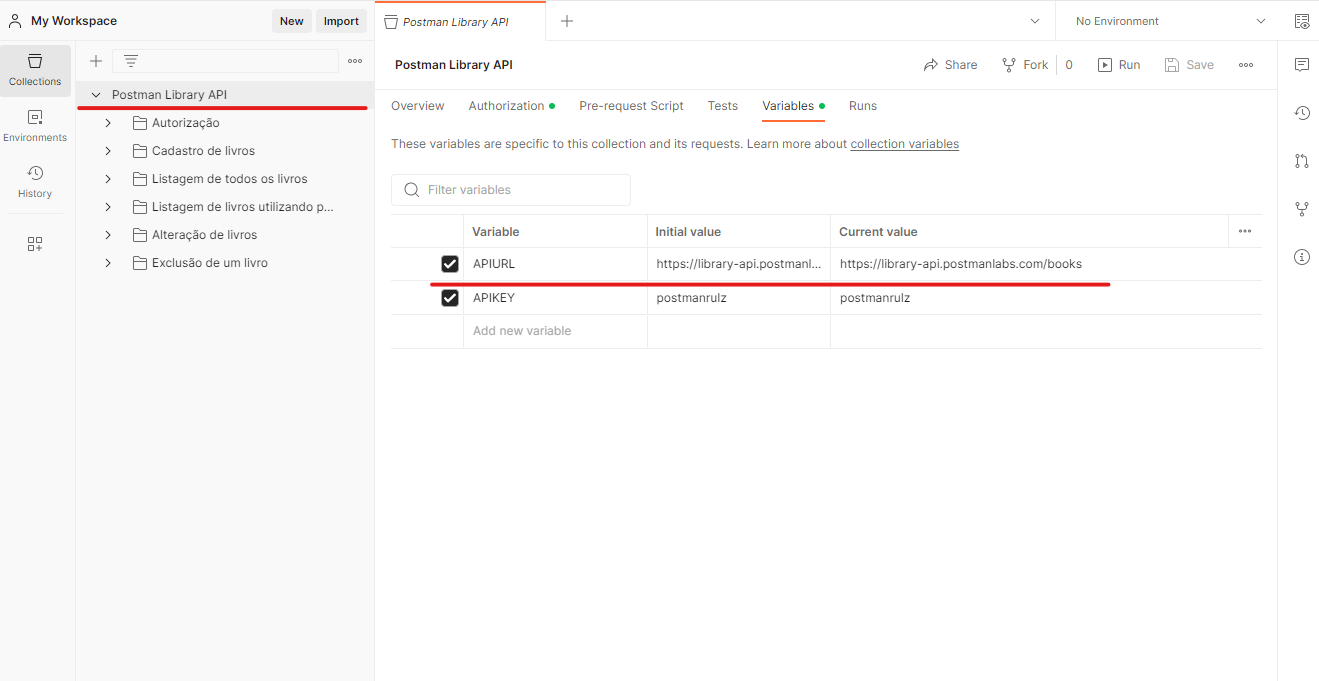 My Workspace New Import Postman Library API No Environment
Collections
Environments
History
Postman Library API
Autorização
Cadastro de livros
Listagem de todos os livros
Listagem de livros utilizando p...
Alteração de livros
Exclusão de um livro
Postman Library API Share Fork 0 Run Save
Overview Authorization Pre-request Script Tests Variables Runs
These variables are specific to this collection and its requests. Learn more about collection variables
Filter variables
Variable Initial value Current value
APIURL https://library-api.postmanl... https://library-api.postmanlabs.com/books
APIKEY postmanrulz postmanrulz
Add new variable